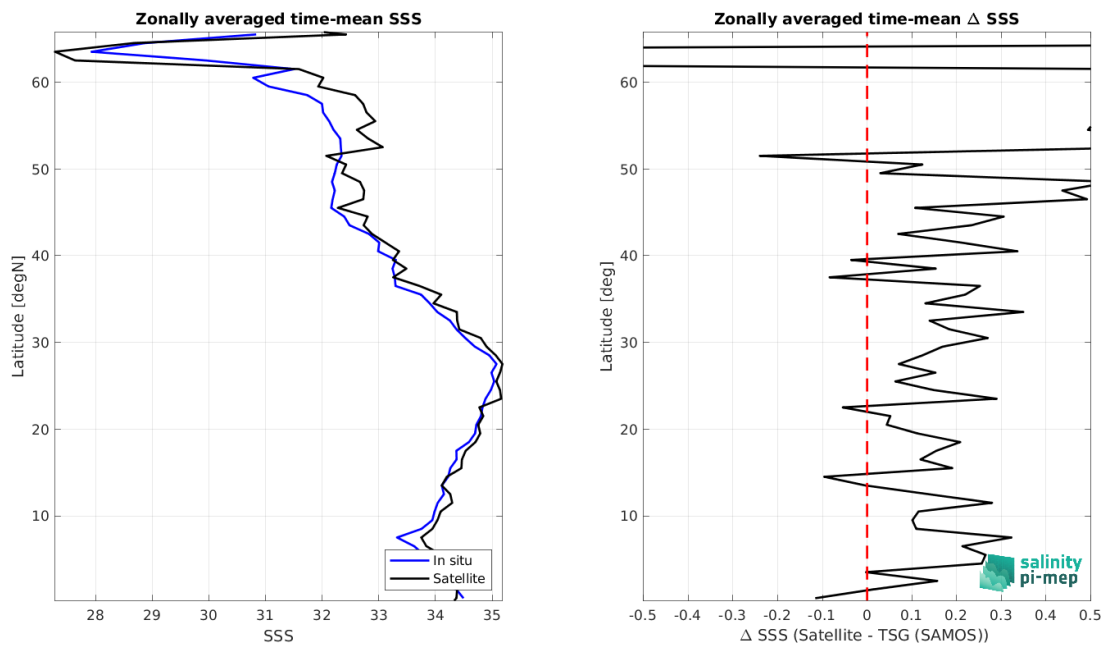 Zonally averaged time-mean SSS
60
50
40
30
20
10
Latitude [degN]
In situ
Satellite
28 29 30 31 32 33 34 35
SSS
Zonally averaged time-mean Δ SSS
60
50
40
30
20
10
Latitude [deg]
salinity
pi-mep
-0.5 -0.4 -0.3 -0.2 -0.1 0 0.1 0.2 0.3 0.4 0.5
Δ SSS (Satellite - TSG (SAMOS))